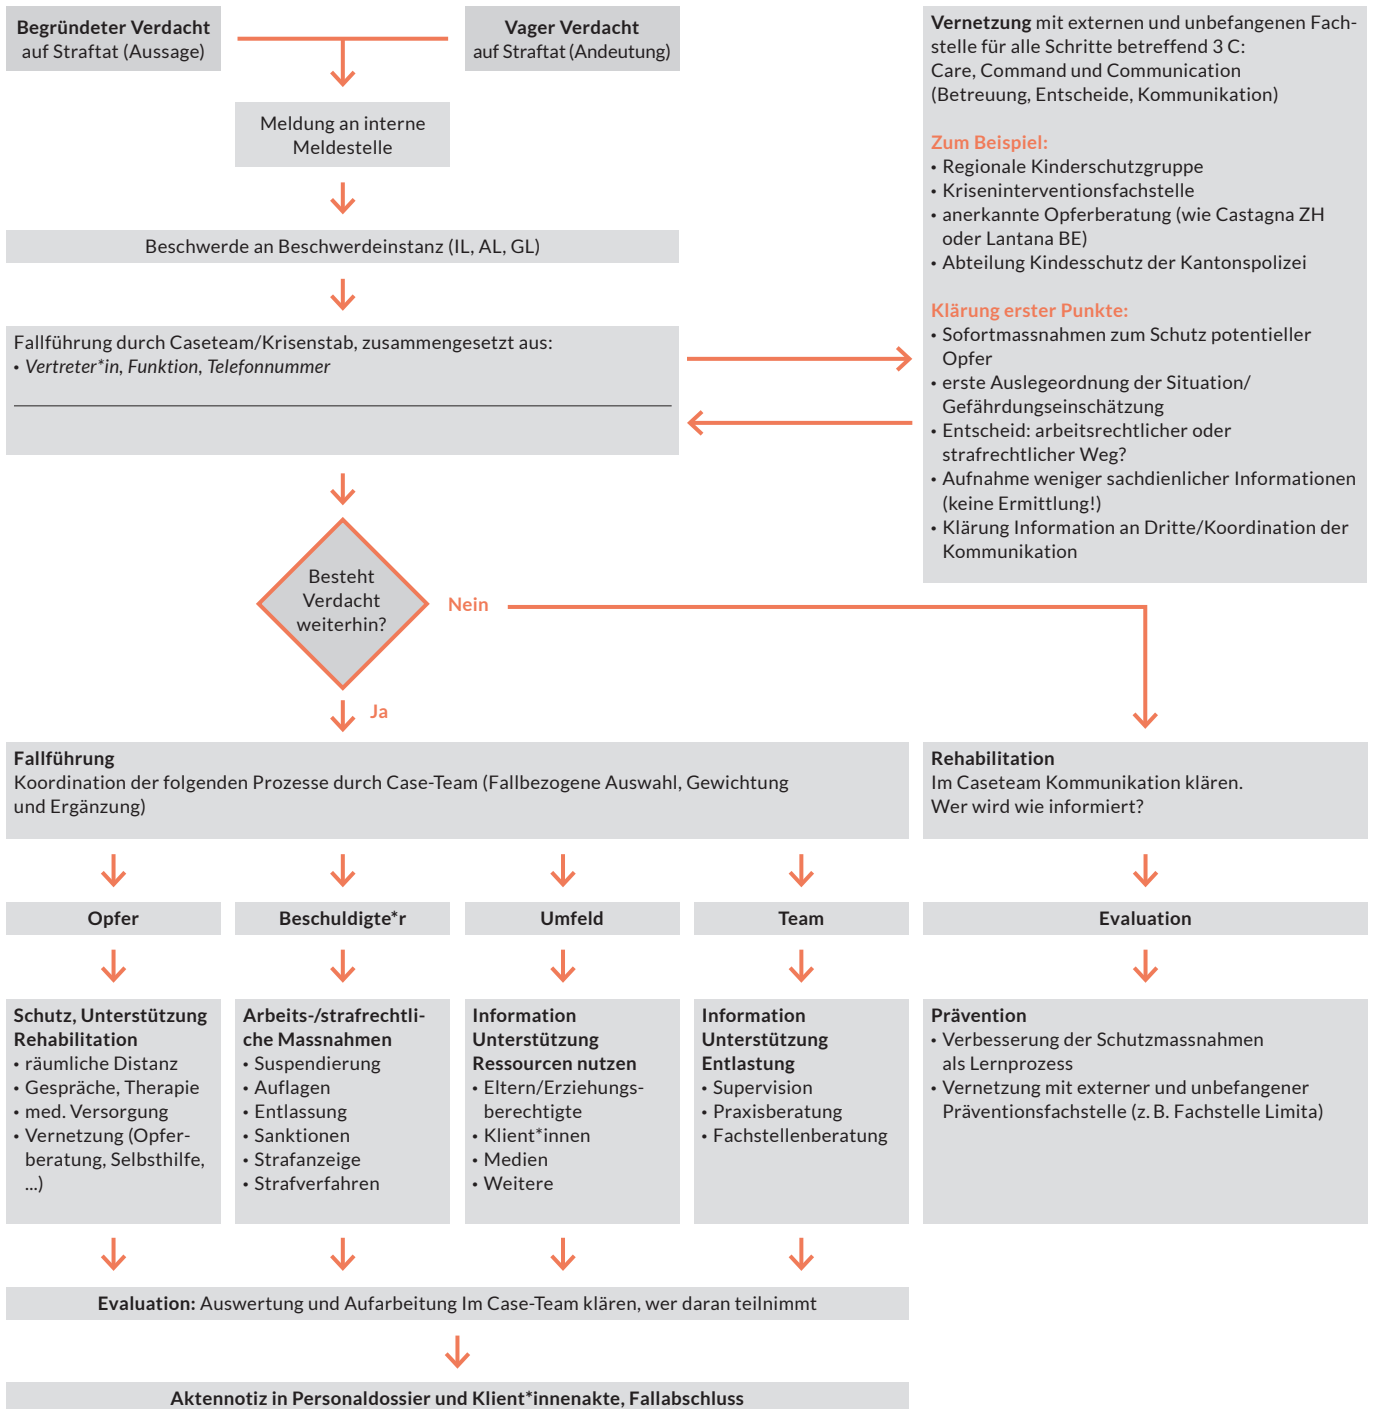 Begründeter Verdacht
auf Straftat (Aussage)
Vager Verdacht
auf Straftat (Andeutung)
Meldung an interne
Meldestelle
Beschwerde an Beschwerdeinstanz (IL, AL, GL)
Fallführung durch Caseteam/Krisenstab, zusammengesetzt aus:
• Vertreter*in, Funktion, Telefonnummer
Vernetzung mit externen und unbefangenen Fach-
stelle für alle Schritte betreffend 3 C:
Care, Command und Communication
(Betreuung, Entscheide, Kommunikation)
Zum Beispiel:
• Regionale Kinderschutzgruppe
• Kriseninterventionsfachstelle
• anerkannte Opferberatung (wie Castagna ZH
oder Lantana BE)
• Abteilung Kindesschutz der Kantonspolizei
Klärung erster Punkte:
• Sofortmassnahmen zum Schutz potentieller
Opfer
• erste Auslegeordnung der Situation/
Gefährdungseinschätzung
• Entscheid: arbeitsrechtlicher oder
strafrechtlicher Weg?
• Aufnahme weniger sachdienlicher Informationen
(keine Ermittlung!)
• Klärung Information an Dritte/Koordination der
Kommunikation
Besteht
Verdacht
weiterhin?
Nein
Ja
Fallführung
Koordination der folgenden Prozesse durch Case-Team (Fallbezogene Auswahl, Gewichtung
und Ergänzung)
Rehabilitation
Im Caseteam Kommunikation klären.
Wer wird wie informiert?
Opfer
Beschuldigte*r
Umfeld
Team
Evaluation
Schutz, Unterstützung
Rehabilitation
• räumliche Distanz
• Gespräche, Therapie
• med. Versorgung
• Vernetzung (Opfer-
beratung, Selbsthilfe,
...)
Arbeits-/strafrechtli-
che Massnahmen
• Suspendierung
• Auflagen
• Entlassung
• Sanktionen
• Strafanzeige
• Strafverfahren
Information
Unterstützung
Ressourcen nutzen
• Eltern/Erziehungs-
berechtigte
• Klient*innen
• Medien
• Weitere
Information
Unterstützung
Entlastung
• Supervision
• Praxisberatung
• Fachstellenberatung
Prävention
• Verbesserung der Schutzmassnahmen
als Lernprozess
• Vernetzung mit externer und unbefangener
Präventionsfachstelle (z. B. Fachstelle Limita)
Evaluation: Auswertung und Aufarbeitung Im Case-Team klären, wer daran teilnimmt
Aktennotiz in Personaldossier und Klient*innenakte, Fallabschluss